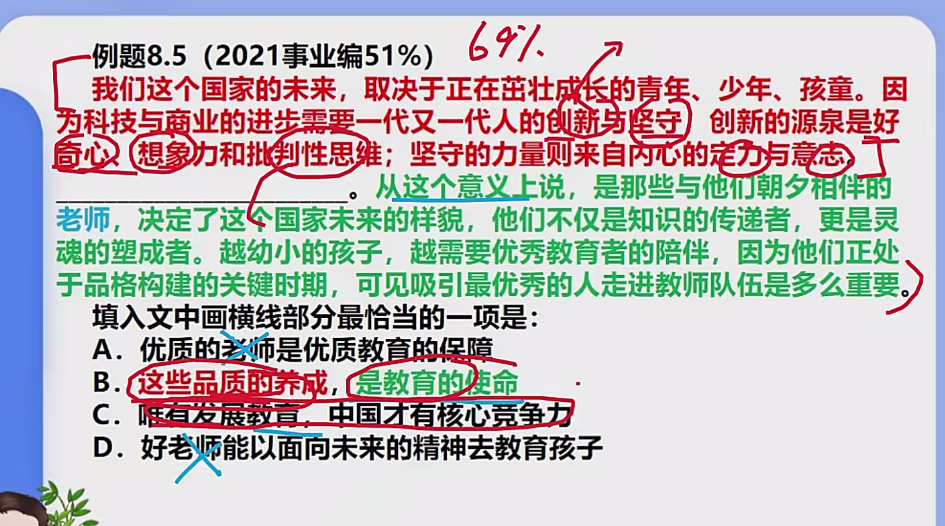 例题8.5（2021事业编51%） 69%
我们这个国家的未来，取决于正在茁壮成长的青年、少年、孩童。因
为科技与商业的进步需要一代又一代人的创新与坚守，创新的源泉是好
奇心、想象力和批判性思维；坚守的力量则来自内心的定力与意志。
____________________。从这个意义上说，是那些与他们朝夕相伴的
老师，决定了这个国家未来的样貌，他们不仅是知识的传递者，更是灵
魂的塑成者。越幼小的孩子，越需要优秀教育者的陪伴，因为他们正处
于品格构建的关键时期，可见吸引最优秀的人走进教师队伍是多么重要。
填入文中画横线部分最恰当的一项是：
A．优质的老师是优质教育的保障
B．这些品质的养成，是教育的使命
C．唯有发展教育，中国才有核心竞争力
D．好老师能以面向未来的精神去教育孩子